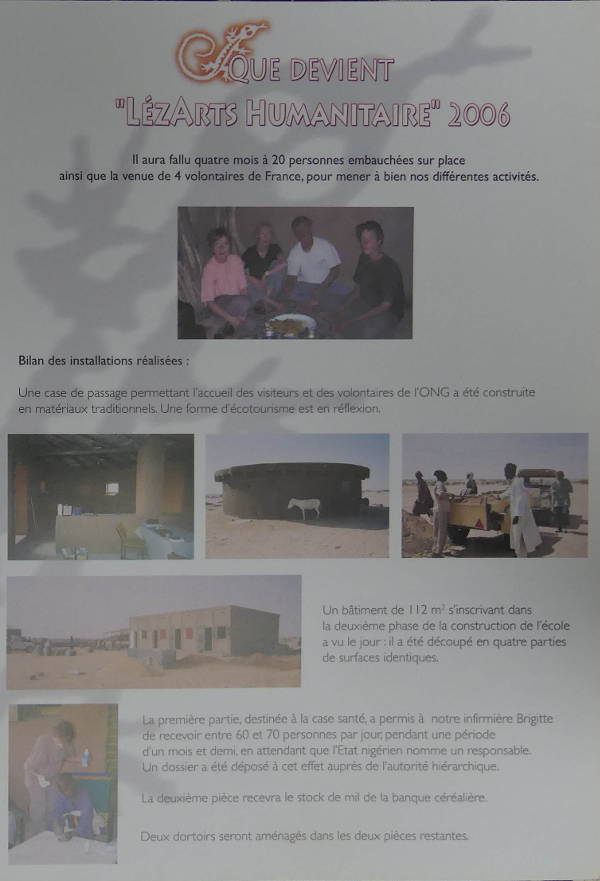 QUE DEVIENT
"LÉZARTS HUMANITAIRE" 2006
Il aura fallu quatre mois à 20 personnes embauchées sur place
ainsi que la venue de 4 volontaires de France, pour mener à bien nos différentes activités.
Bilan des installations réalisées :
Une case de passage permettant l'accueil des visiteurs et des volontaires de l'ONG a été construite
en matériaux traditionnels. Une forme d'écotourisme est en réflexion.
Un bâtiment de 112 m² s'inscrivant dans
la deuxième phase de la construction de l'école
a vu le jour : il a été découpé en quatre parties
de surfaces identiques.
La première partie, destinée à la case santé, a permis à notre infirmière Brigitte
de recevoir entre 60 et 70 personnes par jour, pendant une période
d'un mois et demi, en attendant que l'Etat nigérien nomme un responsable.
Un dossier a été déposé à cet effet auprès de l'autorité hiérarchique.
La deuxième pièce recevra le stock de mil de la banque céréalière.
Deux dortoirs seront aménagés dans les deux pièces restantes.